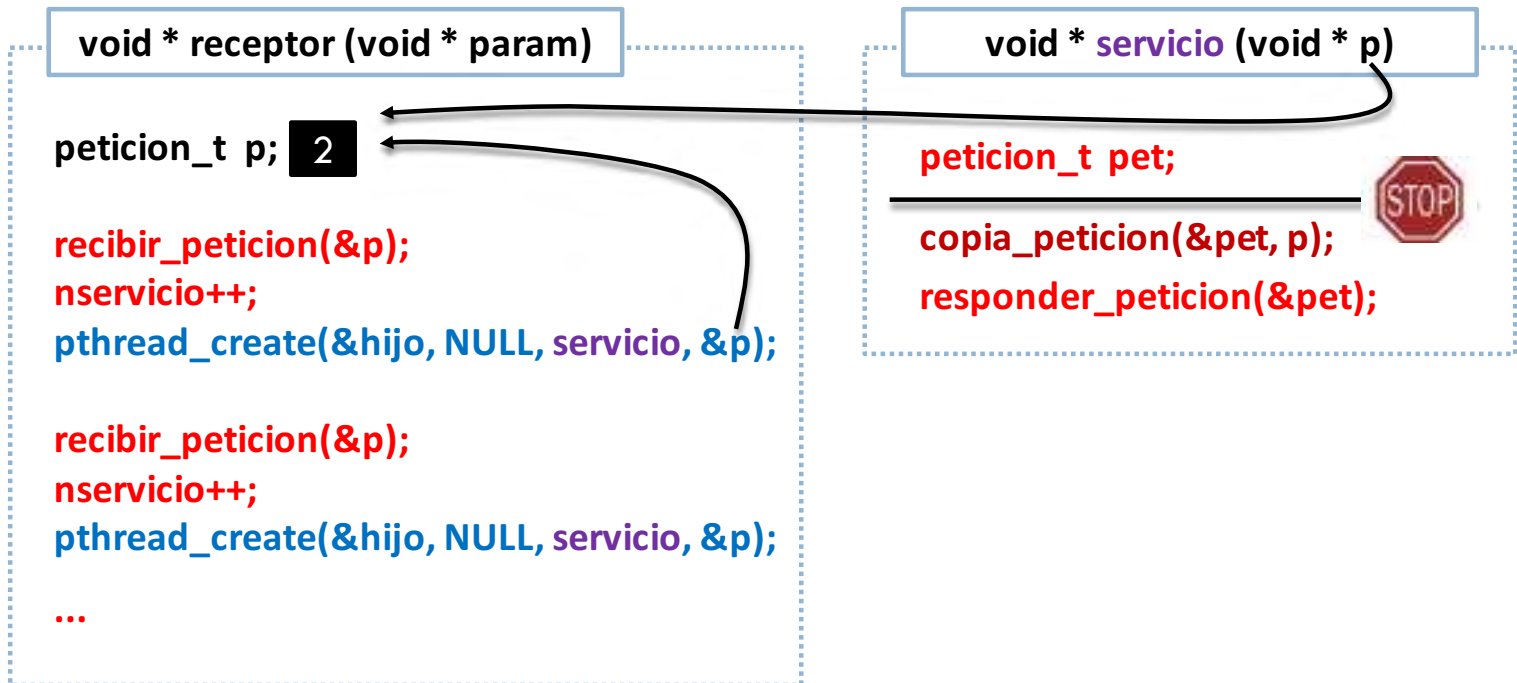 void * receptor (void * param)
peticion_t p; 2
recibir_peticion(&p);
nservicio++;
pthread_create(&hijo, NULL, servicio, &p);
recibir_peticion(&p);
nservicio++;
pthread_create(&hijo, NULL, servicio, &p);
...
void * servicio (void * p)
peticion_t pet;
STOP
copia_peticion(&pet, p);
responder_peticion(&pet);